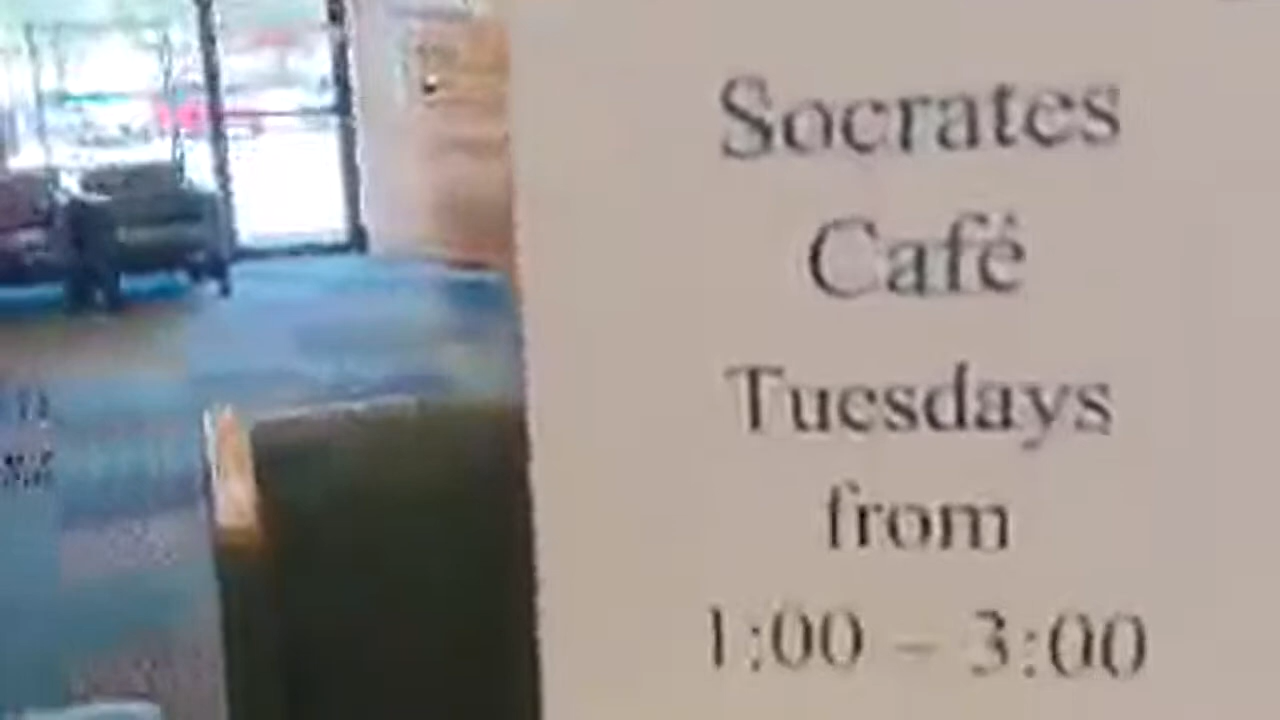 Socrates
Café
Tuesdays
from
1:00 – 3:00